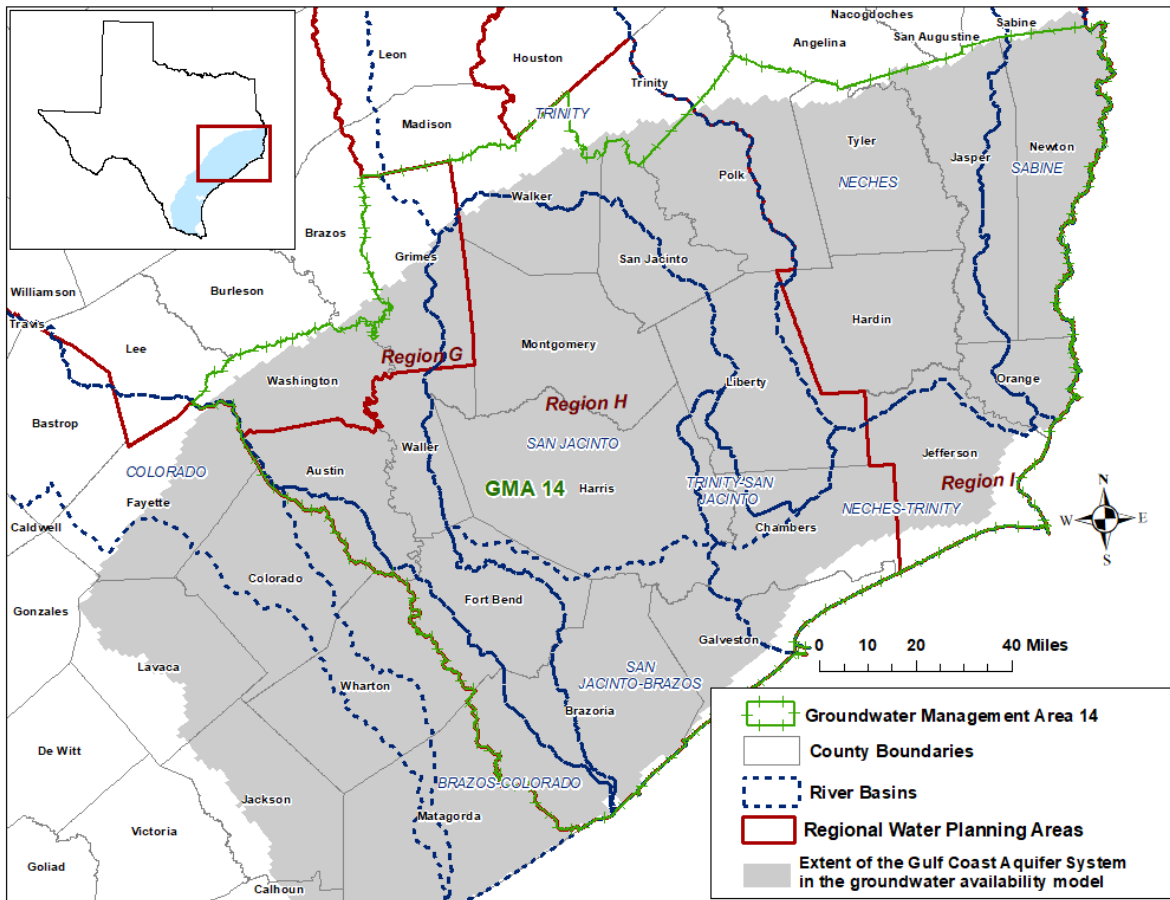 Nacogdoches
Sabine
San Augustine
Angelina
Leon
Houston
Trinity
TRINITY
Madison
Tyler
Jasper
Newton
Polk
NECHES
SABINE
Walker
Brazos
Grimes
San Jacinto
Williamson
Burleson
Travis
Lee
Hardin
Montgomery
Region G
Washington
Liberty
Orange
Bastrop
Region H
Waller
SAN JACINTO
Jefferson
COLORADO
Austin
Region I
Fayette
GMA 14
Harris
TRINITY-SAN
JACINTO
NECHES-TRINITY
Caldwell
Chambers
N
W
E
S
Colorado
Fort Bend
Gonzales
Galveston
0 10 20 40 Miles
Lavaca
SAN
JACINTO-BRAZOS
Wharton
Brazoria
De Witt
BRAZOS-COLORADO
Jackson
Matagorda
Victoria
Goliad
Calhoun
Groundwater Management Area 14
County Boundaries
River Basins
Regional Water Planning Areas
Extent of the Gulf Coast Aquifer System
in the groundwater availability model